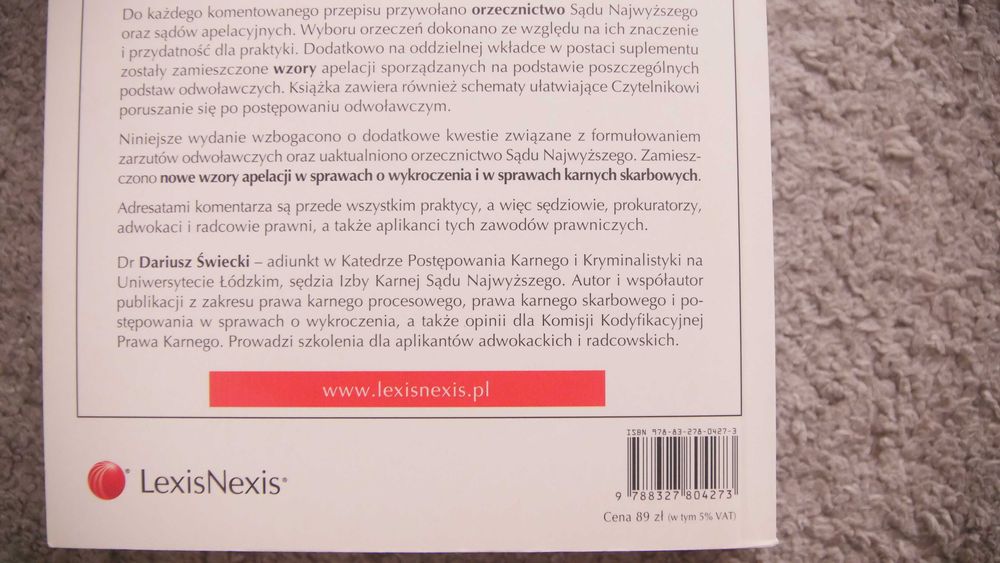 Do każdego komentowanego przepisu przywołano orzecznictwo Sądu Najwyższego
oraz sądów apelacyjnych. Wyboru orzeczeń dokonano ze względu na ich znaczenie
i przydatność dla praktyki. Dodatkowo na oddzielnej wkładce w postaci suplementu
zostały zamieszczone wzory apelacji sporządzanych na podstawie poszczególnych
podstaw odwoławczych. Książka zawiera również schematy ułatwiające Czytelnikowi
poruszanie się po postępowaniu odwoławczym.
Niniejsze wydanie wzbogacono o dodatkowe kwestie związane z formułowaniem
zarzutów odwoławczych oraz uaktualniono orzecznictwo Sądu Najwyższego. Zamiesz-
czono nowe wzory apelacji w sprawach o wykroczenia i w sprawach karnych skarbowych.
Adresatami komentarza są przede wszystkim praktycy, a więc sędziowie, prokuratorzy,
adwokaci i radcowie prawni, a także aplikanci tych zawodów prawniczych.
Dr Dariusz Świecki – adiunkt w Katedrze Postępowania Karnego i Kryminalistyki na
Uniwersytecie Łódzkim, sędzia Izby Karnej Sądu Najwyższego. Autor i współautor
publikacji z zakresu prawa karnego procesowego, prawa karnego skarbowego i po-
stępowania w sprawach o wykroczenia, a także opinii dla Komisji Kodyfikacyjnej
Prawa Karnego. Prowadzi szkolenia dla aplikantów adwokackich i radcowskich.
www.lexisnexis.pl
ISBN 978-83-278-0427-3
LexisNexis®
9 788327 804273
Cena 89 zł (w tym 5% VAT)